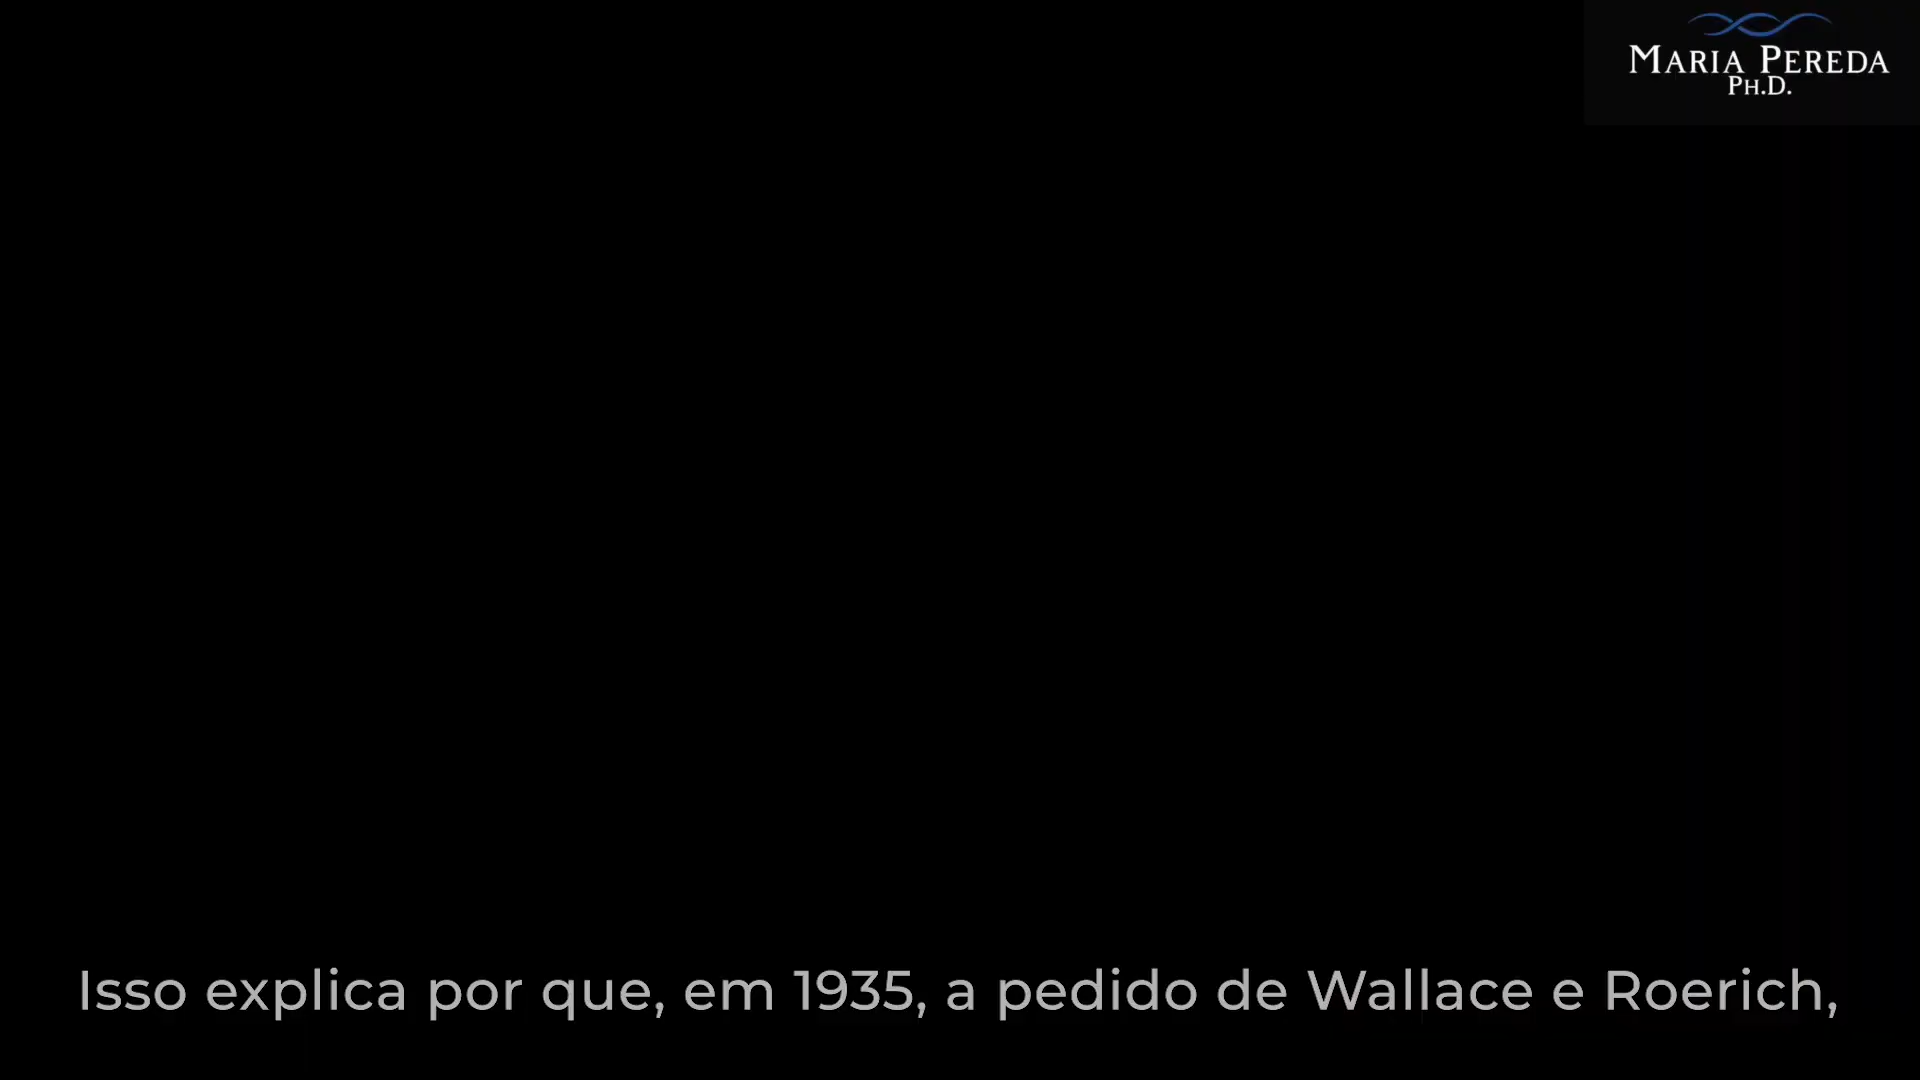 MARIA PEREDA
PH.D.
Isso explica por que, em 1935, a pedido de Wallace e Roerich,